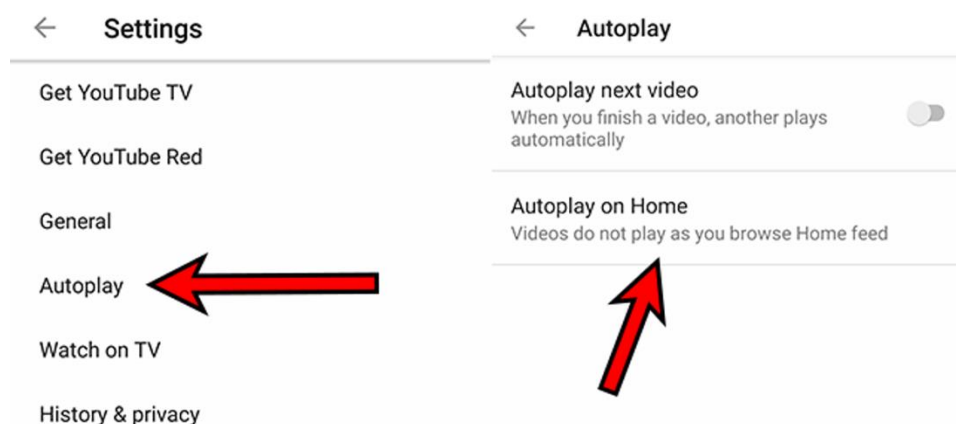 Settings
Get YouTube TV
Get YouTube Red
General
Autoplay
Watch on TV
History & privacy
Autoplay
Autoplay next video
When you finish a video, another plays
automatically
Autoplay on Home
Videos do not play as you browse Home feed